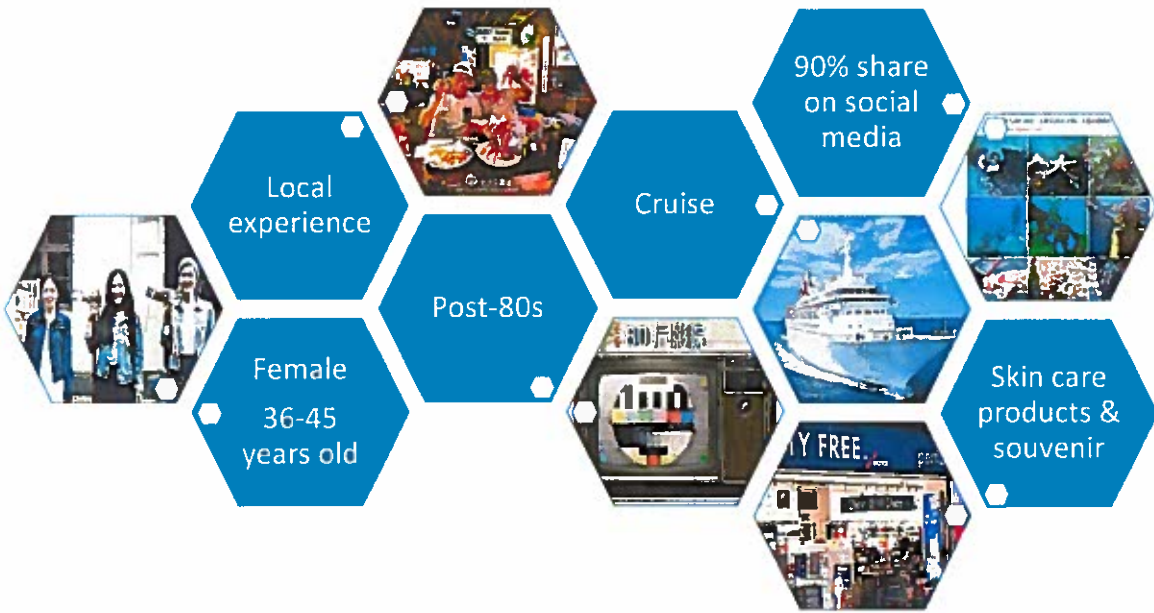 90% share
on social
media
Local
experience
Cruise
Post-80s
Female
36-45
years old
Skin care
products &
souvenir
Y FREE.